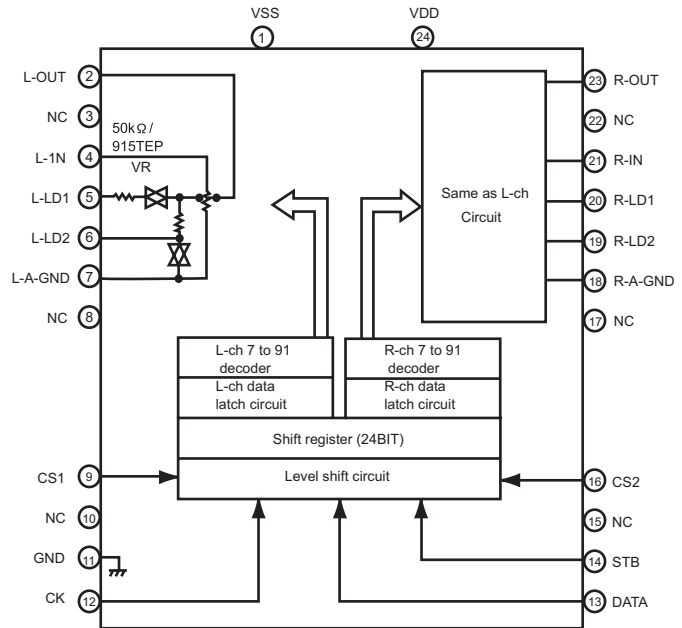 VSS
VDD
1
24
L-OUT 2
23 R-OUT
NC 3
22 NC
50kΩ/
915TEP
VR
L-1N 4
21 R-IN
L-LD1 5
20 R-LD1
Same as L-ch
Circuit
L-LD2 6
19 R-LD2
L-A-GND 7
18 R-A-GND
NC 8
17 NC
L-ch 7 to 91
decoder
R-ch 7 to 91
decoder
L-ch data
latch circuit
R-ch data
latch circuit
Shift register (24BIT)
Level shift circuit
CS1 9
16 CS2
NC 10
15 NC
GND 11
14 STB
CK 12
13 DATA